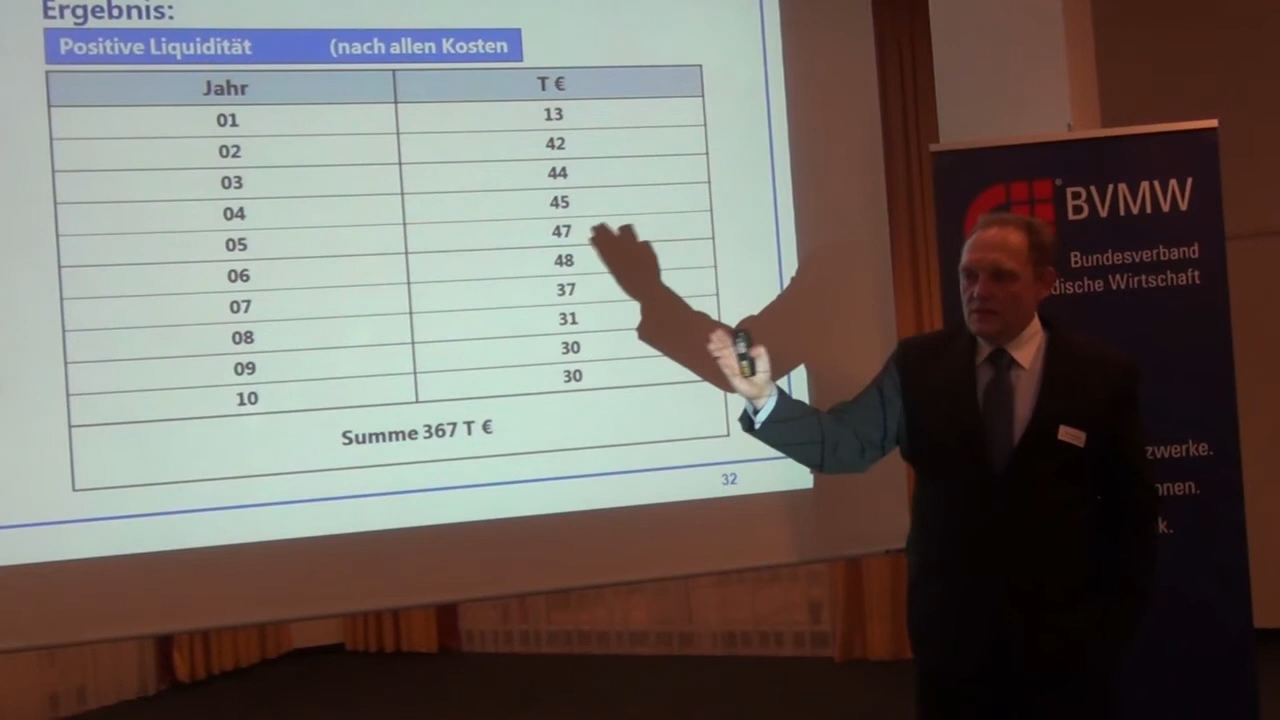 Ergebnis:
Positive Liquidität (nach allen Kosten
Jahr T €
01 13
02 42
03 44
04 45
05 47
06 48
07 37
08 31
09 30
10 30
Summe 367 T €
32
® BVMW
Bundesverband
dische Wirtschaft
zwerke.
nnen.
k.